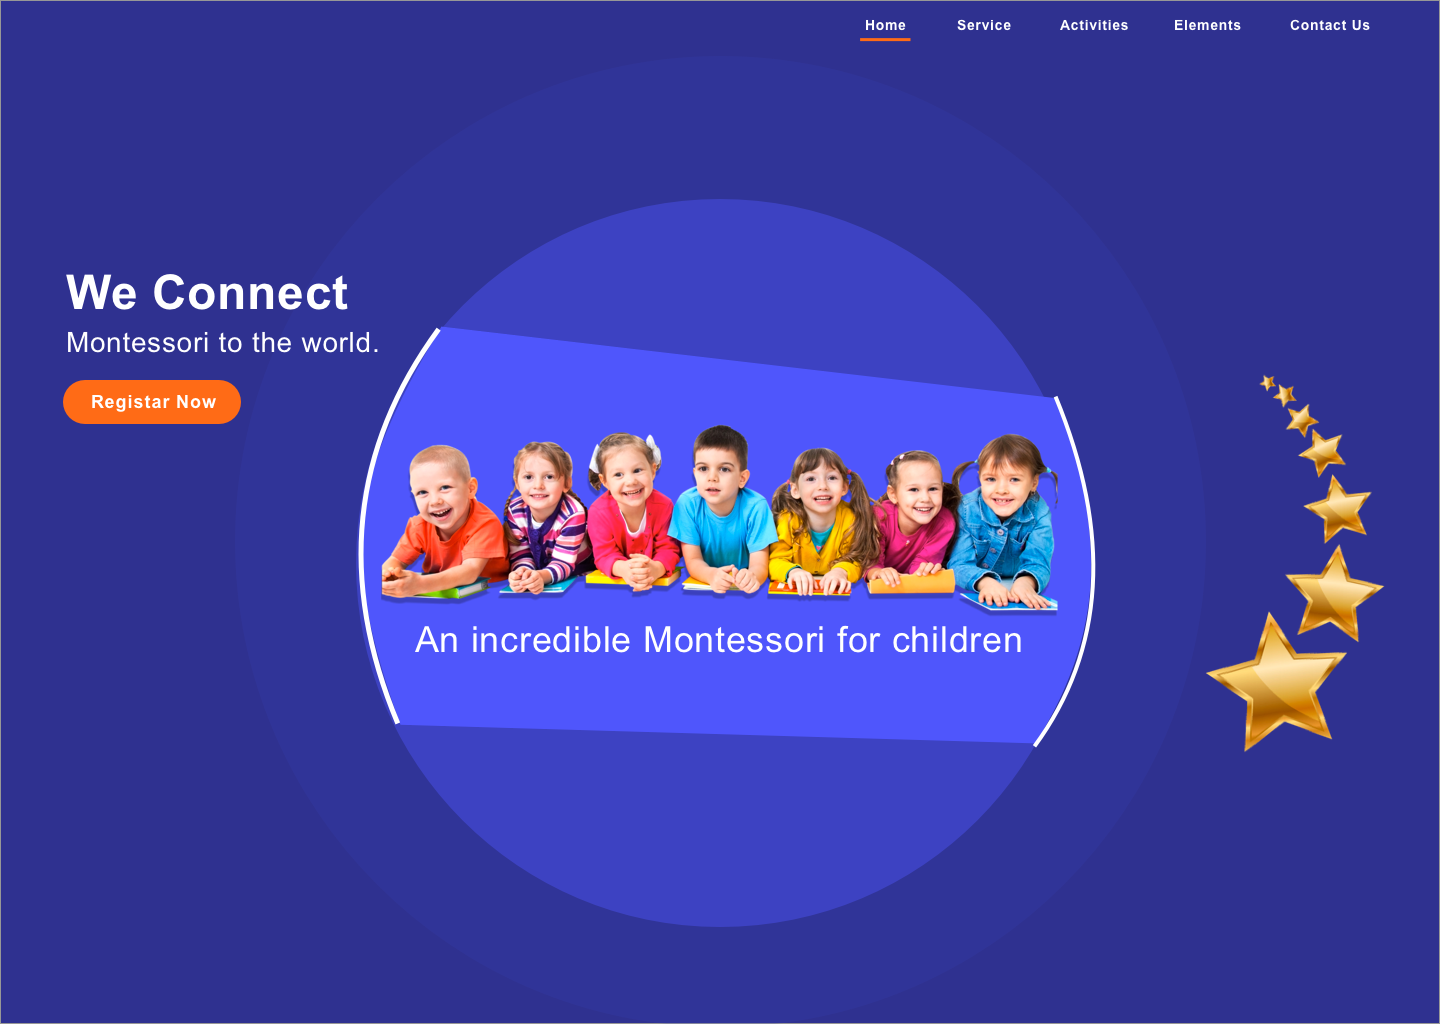 Home Service Activities Elements Contact Us
We Connect
Montessori to the world.
Registar Now
An incredible Montessori for children